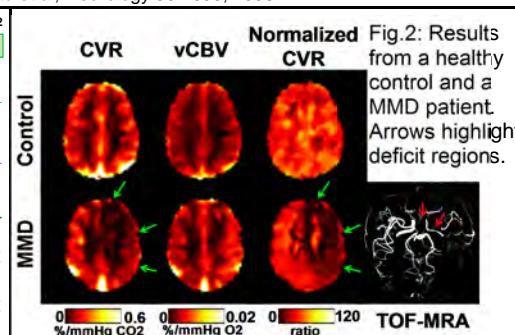 CVR
vCBV
Normalized
CVR
Fig.2: Results
from a healthy
control and a
MMD patient.
Arrows highlight
deficit regions.
Control
MMD
0 0.6
%/mmHg CO2
0 0.02
%/mmHg O2
0 120
ratio
TOF-MRA